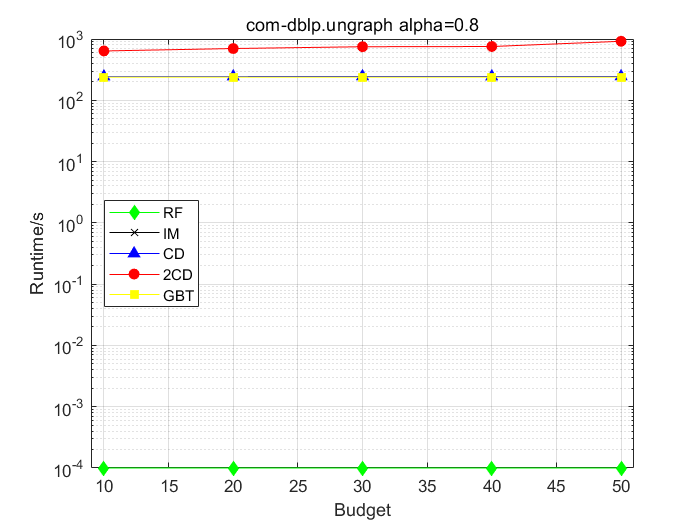 com-dblp.ungraph alpha=0.8
10^3
10^2
10^1
10^0
10^-1
10^-2
10^-3
10^-4
Runtime/s
RF
IM
CD
2CD
GBT
10 15 20 25 30 35 40 45 50
Budget